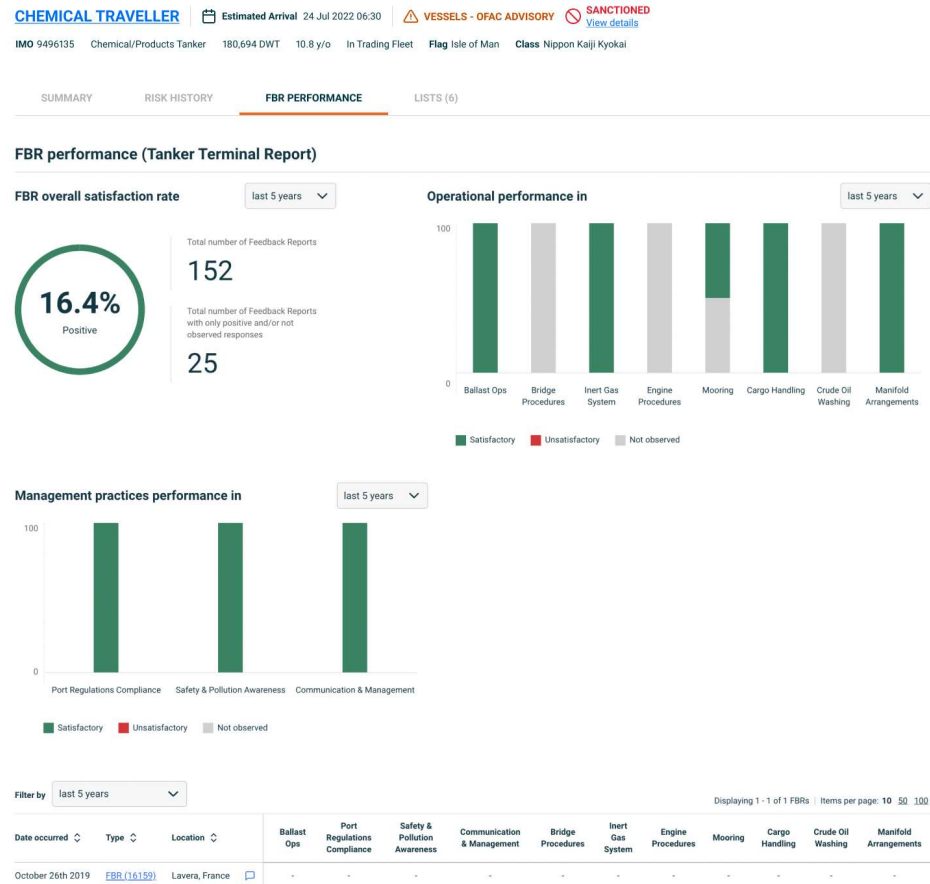 CHEMICAL TRAVELLER Estimated Arrival 24 Jul 2022 06:30 VESSELS - OFAC ADVISORY SANCTIONED
View details
IMO 9496135 Chemical/Products Tanker 180,694 DWT 10.8 y/o In Trading Fleet Flag Isle of Man Class Nippon Kaiji Kyokai
SUMMARY RISK HISTORY FBR PERFORMANCE LISTS (6)
FBR performance (Tanker Terminal Report)
FBR overall satisfaction rate last 5 years
16.4%
Positive
Total number of Feedback Reports
152
Total number of Feedback Reports
with only positive and/or not
observed responses
25
Operational performance in last 5 years
100
0
Ballast Ops
Bridge
Procedures
Inert Gas
System
Engine
Procedures
Mooring
Cargo Handling
Crude Oil
Washing
Manifold
Arrangements
Satisfactory Unsatisfactory Not observed
Management practices performance in last 5 years
100
0
Port Regulations Compliance Safety & Pollution Awareness Communication & Management
Satisfactory Unsatisfactory Not observed
Filter by last 5 years
Displaying 1 - 1 of 1 FBRs | Items per page: 10 50 100
Date occurred Type Location
Ballast
Ops
Port
Regulations
Compliance
Safety &
Pollution
Awareness
Communication
& Management
Bridge
Procedures
Inert
Gas
System
Engine
Procedures
Mooring
Cargo
Handling
Crude Oil
Washing
Manifold
Arrangements
October 26th 2019 FBR (16159) Lavera, France - - - - - - - - - - -